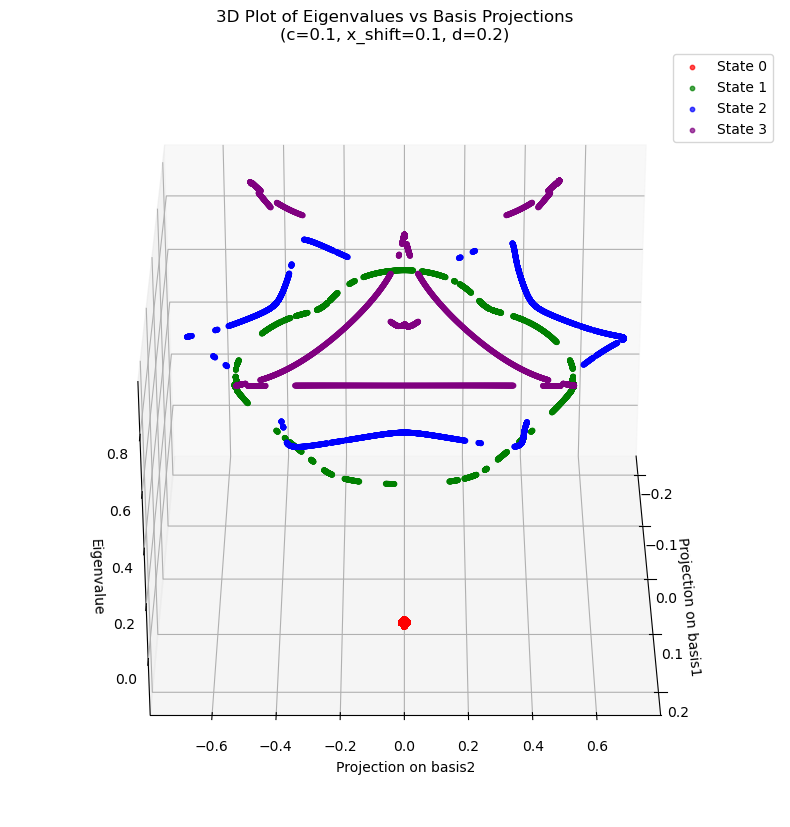 3D Plot of Eigenvalues vs Basis Projections
(c=0.1, x_shift=0.1, d=0.2)
State 0
State 1
State 2
State 3
0.8
0.6
0.4
0.2
0.0
Eigenvalue
−0.2
−0.1
0.0
0.1
0.2
Projection on basis1
−0.6
−0.4
−0.2
0.0
0.2
0.4
0.6
Projection on basis2